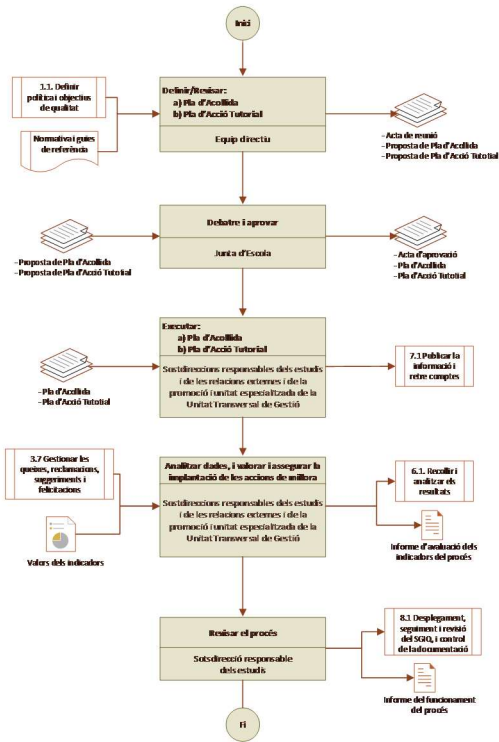 Inici
1.1. Definir
política i objectius
de qualitat
Normativa i guies
de referència
Definir/Revisar:
a) Pla d'Acollida
b) Pla d'Acció Tutorial
Equip directiu
- Acta de reunió
- Proposta de Pla d'Acollida
- Proposta de Pla d'Acció Tutotial
- Proposta de Pla d'Acollida
- Proposta de Pla d'Acció Tutotial
Debatre i aprovar
Junta d'Escola
- Acta d'aprovació
- Pla d'Acollida
- Pla d'Acció Tutotial
- Pla d'Acollida
- Pla d'Acció Tutotial
Executar:
a) Pla d'Acollida
b) Pla d'Acció Tutorial
Sostdireccions responsables dels estudis
i de les relacions externes i de la
promoció i unitat especialitzada de la
Unitat Transversal de Gestió
7.1 Publicar la
informació i
retre comptes
3.7 Gestionar les
queixes, reclamacions,
suggeriments i
felicitacions
Valors dels indicadors
Analitzar dades, i valorar i assegurar la
implantació de les accions de millora
Sostdireccions responsables dels estudis
i de les relacions externes i de la
promoció i unitat especialitzada de la
Unitat Transversal de Gestió
6.1. Recollir i
analitzar els
resultats
Informe d'avaluació dels
indicadors del procés
Revisar el procés
Sotsdirecció responsable
dels estudis
8.1 Desplegament,
seguiment i revisió
del SGIQ, i control
de la documentació
Informe del funcionament
del procés
Fi